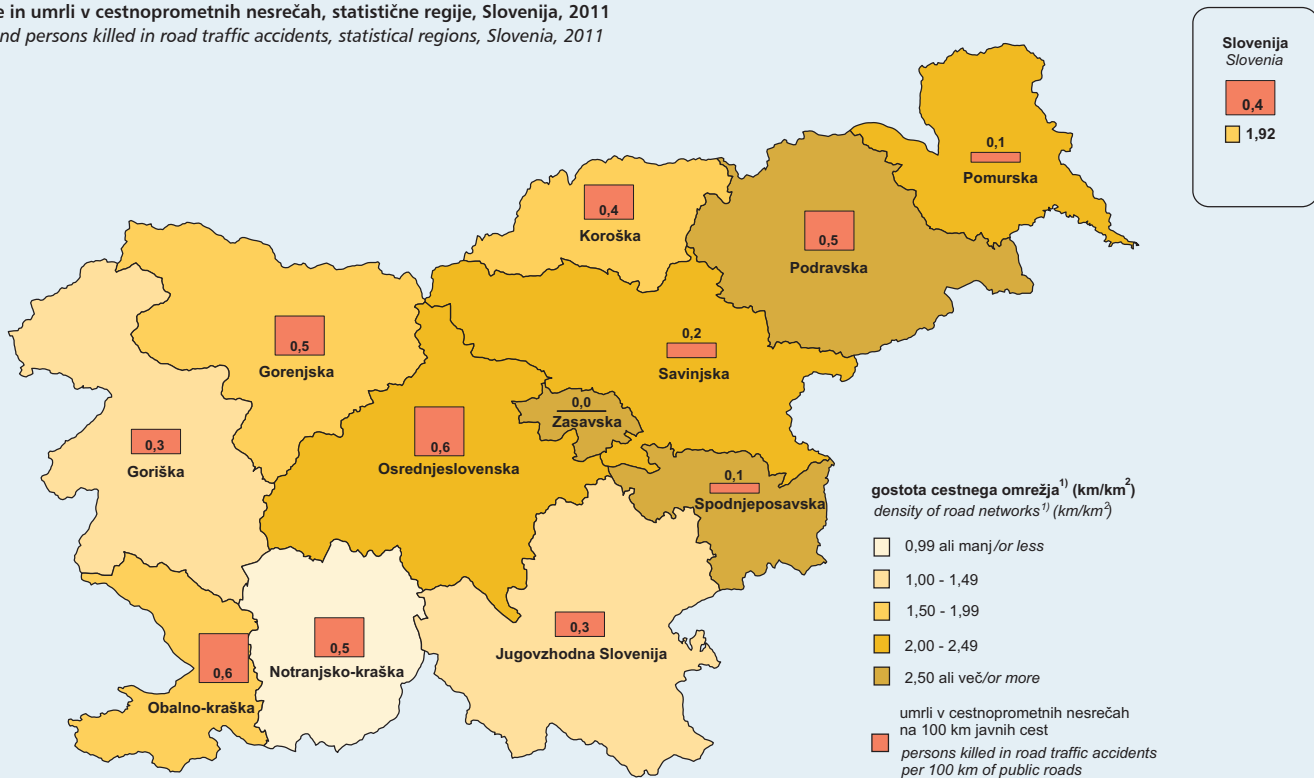 e in umrli v cestnoprometnih nesrečah, statistične regije, Slovenija, 2011
nd persons killed in road traffic accidents, statistical regions, Slovenia, 2011
Slovenija
Slovenia
0,4
1,92
0,1
Pomurska
0,4
Koroška
0,5
Podravska
0,5
Gorenjska
0,2
Savinjska
0,0
Zasavska
0,3
Goriška
0,6
Osrednjeslovenska
0,1
Spodnjeposavska
0,6
Obalno-kraška
0,5
Notranjsko-kraška
0,3
Jugovzhodna Slovenija
gostota cestnega omrežja¹⁾ (km/km²)
density of road networks¹⁾ (km/km²)
0,99 ali manj/or less
1,00 - 1,49
1,50 - 1,99
2,00 - 2,49
2,50 ali več/or more
umrli v cestnoprometnih nesrečah
na 100 km javnih cest
persons killed in road traffic accidents
per 100 km of public roads